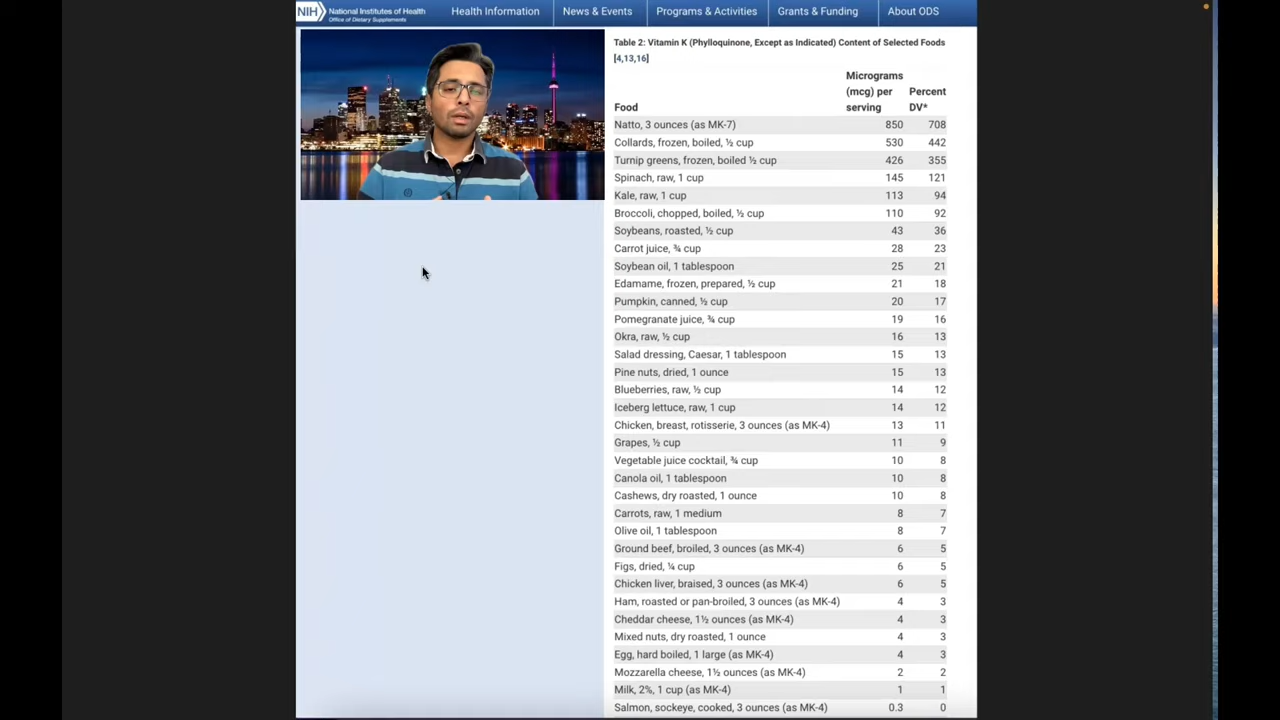 NIH National Institutes of Health
Office of Dietary Supplements
Health Information
News & Events
Programs & Activities
Grants & Funding
About ODS
Table 2: Vitamin K (Phylloquinone, Except as Indicated) Content of Selected Foods
[4,13,16]
Food Micrograms (mcg) per serving Percent DV*
Natto, 3 ounces (as MK-7) 850 708
Collards, frozen, boiled, ½ cup 530 442
Turnip greens, frozen, boiled ½ cup 426 355
Spinach, raw, 1 cup 145 121
Kale, raw, 1 cup 113 94
Broccoli, chopped, boiled, ½ cup 110 92
Soybeans, roasted, ½ cup 43 36
Carrot juice, ¾ cup 28 23
Soybean oil, 1 tablespoon 25 21
Edamame, frozen, prepared, ½ cup 21 18
Pumpkin, canned, ½ cup 20 17
Pomegranate juice, ¾ cup 19 16
Okra, raw, ½ cup 16 13
Salad dressing, Caesar, 1 tablespoon 15 13
Pine nuts, dried, 1 ounce 15 13
Blueberries, raw, ½ cup 14 12
Iceberg lettuce, raw, 1 cup 14 12
Chicken, breast, rotisserie, 3 ounces (as MK-4) 13 11
Grapes, ½ cup 11 9
Vegetable juice cocktail, ¾ cup 10 8
Canola oil, 1 tablespoon 10 8
Cashews, dry roasted, 1 ounce 10 8
Carrots, raw, 1 medium 8 7
Olive oil, 1 tablespoon 8 7
Ground beef, broiled, 3 ounces (as MK-4) 6 5
Figs, dried, ¼ cup 6 5
Chicken liver, braised, 3 ounces (as MK-4) 6 5
Ham, roasted or pan-broiled, 3 ounces (as MK-4) 4 3
Cheddar cheese, 1½ ounces (as MK-4) 4 3
Mixed nuts, dry roasted, 1 ounce 4 3
Egg, hard boiled, 1 large (as MK-4) 4 3
Mozzarella cheese, 1½ ounces (as MK-4) 2 2
Milk, 2%, 1 cup (as MK-4) 1 1
Salmon, sockeye, cooked, 3 ounces (as MK-4) 0.3 0